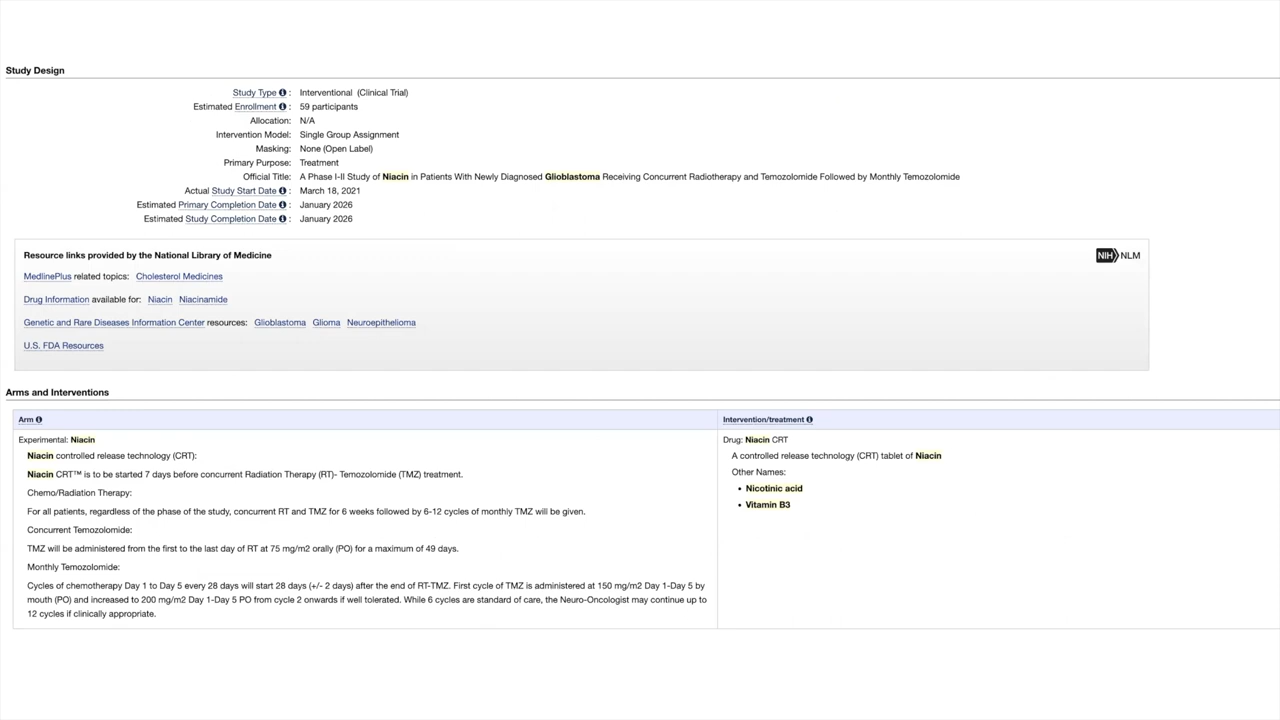 Study Design
Study Type : Interventional (Clinical Trial)
Estimated Enrollment : 59 participants
Allocation: N/A
Intervention Model: Single Group Assignment
Masking: None (Open Label)
Primary Purpose: Treatment
Official Title: A Phase I-II Study of Niacin in Patients With Newly Diagnosed Glioblastoma Receiving Concurrent Radiotherapy and Temozolomide Followed by Monthly Temozolomide
Actual Study Start Date : March 18, 2021
Estimated Primary Completion Date : January 2026
Estimated Study Completion Date : January 2026
Resource links provided by the National Library of Medicine
NIH NLM
MedlinePlus related topics: Cholesterol Medicines
Drug Information available for: Niacin Niacinamide
Genetic and Rare Diseases Information Center resources: Glioblastoma Glioma Neuroepithelioma
U.S. FDA Resources
Arms and Interventions
Arm
Experimental: Niacin
Niacin controlled release technology (CRT):
Niacin CRT™ is to be started 7 days before concurrent Radiation Therapy (RT)- Temozolomide (TMZ) treatment.
Chemo/Radiation Therapy:
For all patients, regardless of the phase of the study, concurrent RT and TMZ for 6 weeks followed by 6-12 cycles of monthly TMZ will be given.
Concurrent Temozolomide:
TMZ will be administered from the first to the last day of RT at 75 mg/m2 orally (PO) for a maximum of 49 days.
Monthly Temozolomide:
Cycles of chemotherapy Day 1 to Day 5 every 28 days will start 28 days (+/- 2 days) after the end of RT-TMZ. First cycle of TMZ is administered at 150 mg/m2 Day 1-Day 5 by
mouth (PO) and increased to 200 mg/m2 Day 1-Day 5 PO from cycle 2 onwards if well tolerated. While 6 cycles are standard of care, the Neuro-Oncologist may continue up to
12 cycles if clinically appropriate.
Intervention/treatment
Drug: Niacin CRT
A controlled release technology (CRT) tablet of Niacin
Other Names:
• Nicotinic acid
• Vitamin B3